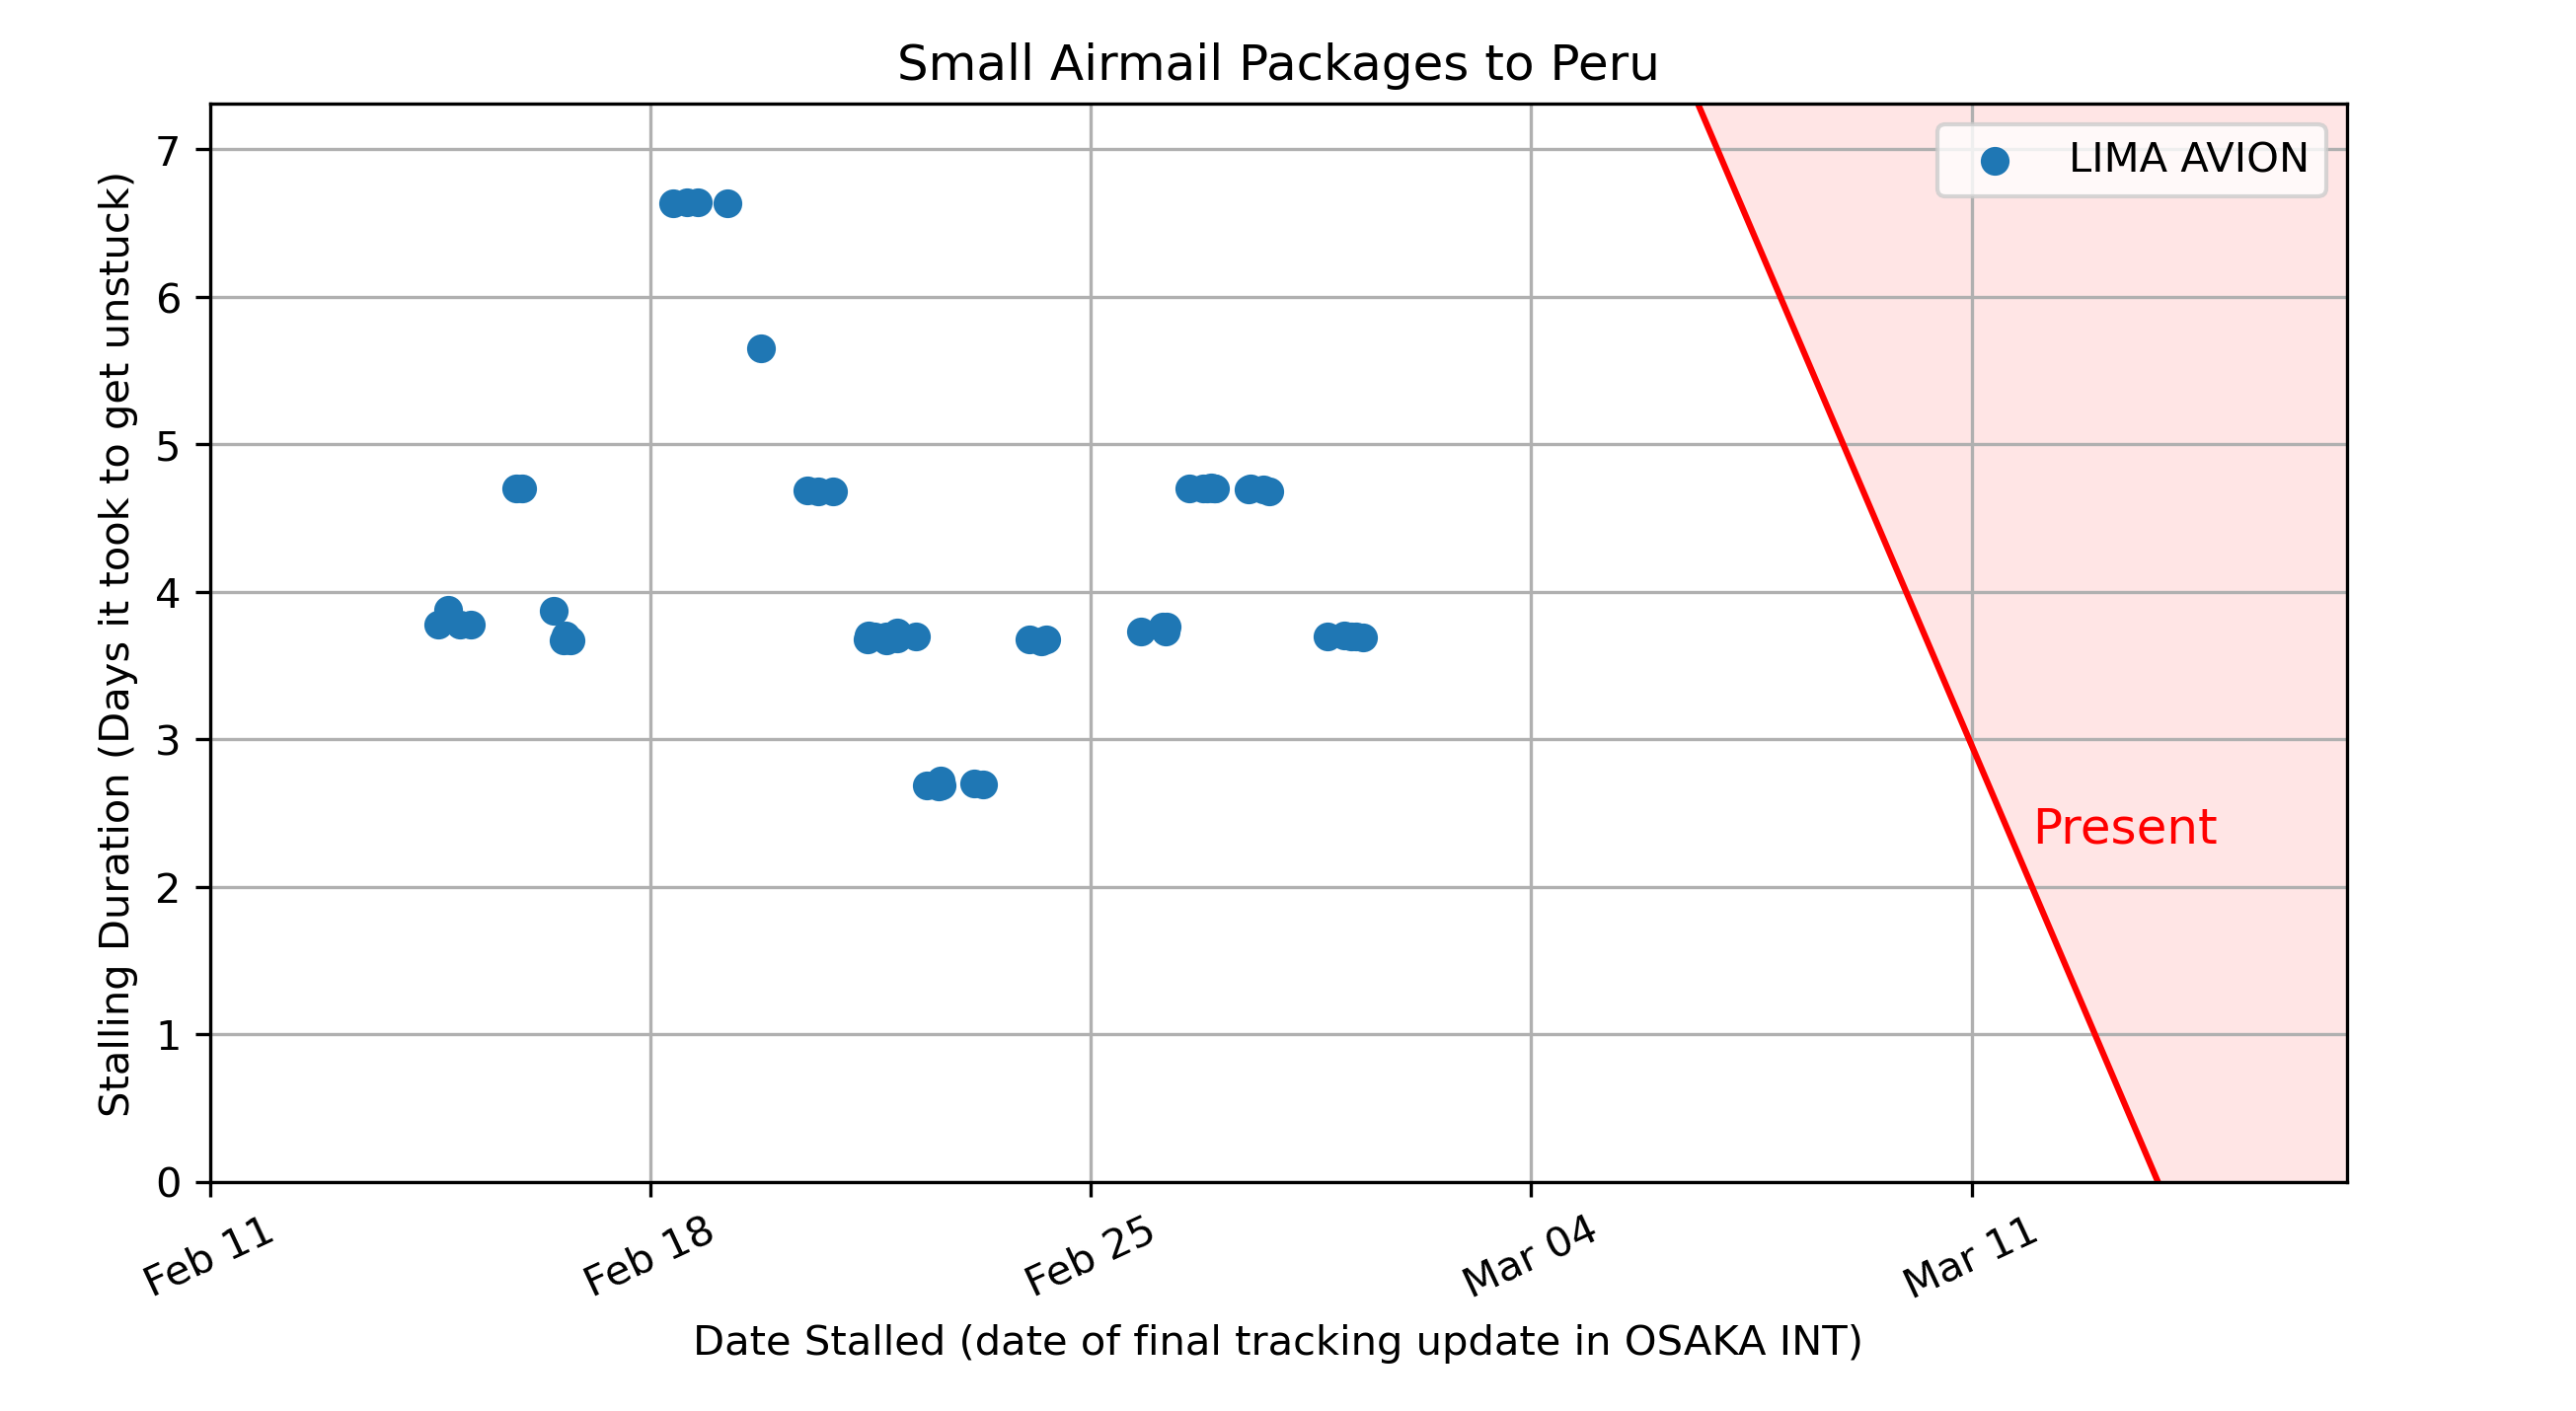 Small Airmail Packages to Peru
Stalling Duration (Days it took to get unstuck)
7
6
5
4
3
2
1
0
LIMA AVION
Present
Feb 11
Feb 18
Feb 25
Mar 04
Mar 11
Date Stalled (date of final tracking update in OSAKA INT)